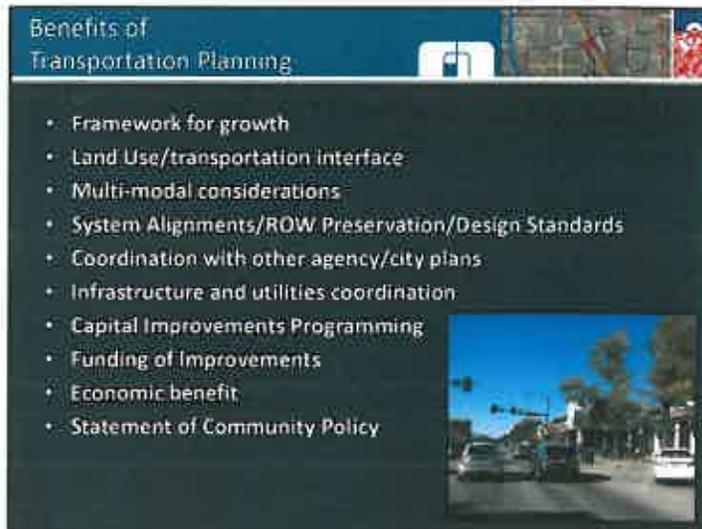 Benefits of
Transportation Planning
• Framework for growth
• Land Use/transportation interface
• Multi-modal considerations
• System Alignments/ROW Preservation/Design Standards
• Coordination with other agency/city plans
• Infrastructure and utilities coordination
• Capital Improvements Programming
• Funding of Improvements
• Economic benefit
• Statement of Community Policy